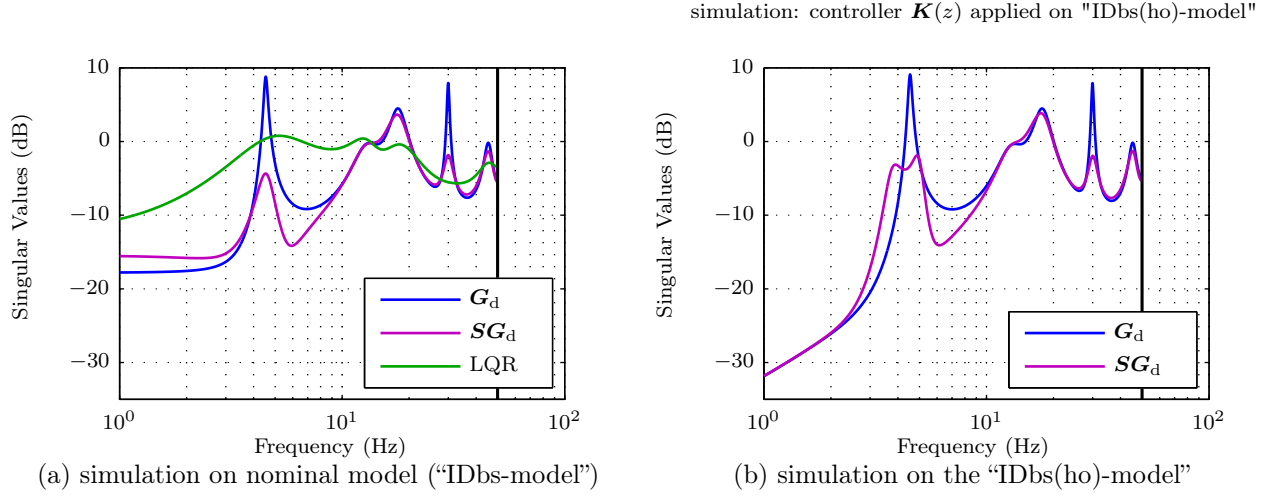 simulation: controller K(z) applied on "IDbs(ho)-model"
Singular Values (dB)
10
0
−10
−20
−30
10^0
10^1
10^2
Frequency (Hz)
G_d
SG_d
LQR
(a) simulation on nominal model (“IDbs-model”)
Singular Values (dB)
10
0
−10
−20
−30
10^0
10^1
10^2
Frequency (Hz)
G_d
SG_d
(b) simulation on the “IDbs(ho)-model”